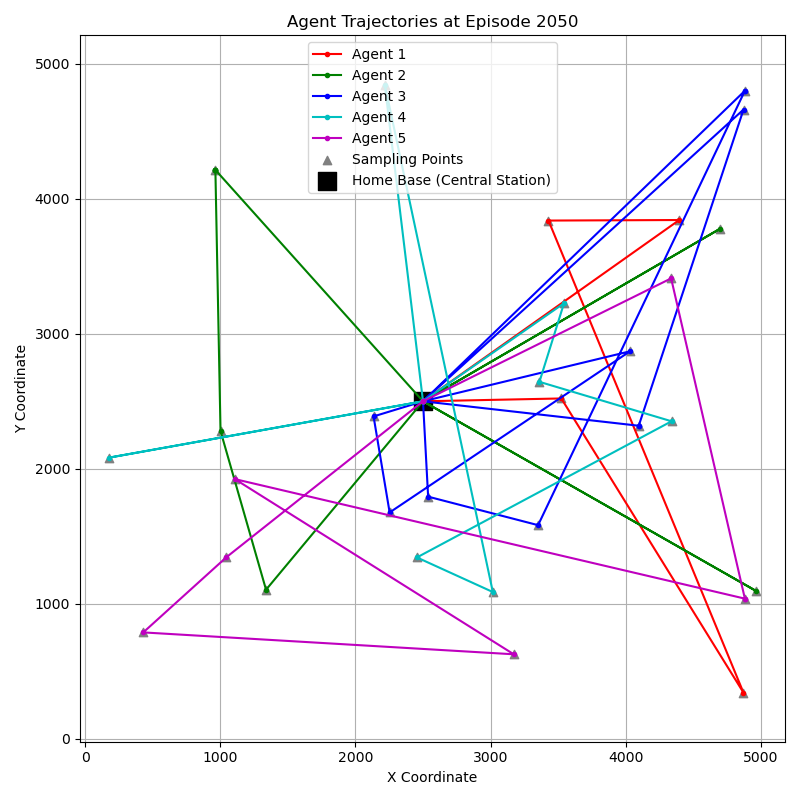 Agent Trajectories at Episode 2050
Agent 1
Agent 2
Agent 3
Agent 4
Agent 5
Sampling Points
Home Base (Central Station)
5000
4000
3000
2000
1000
0
Y Coordinate
0 1000 2000 3000 4000 5000
X Coordinate